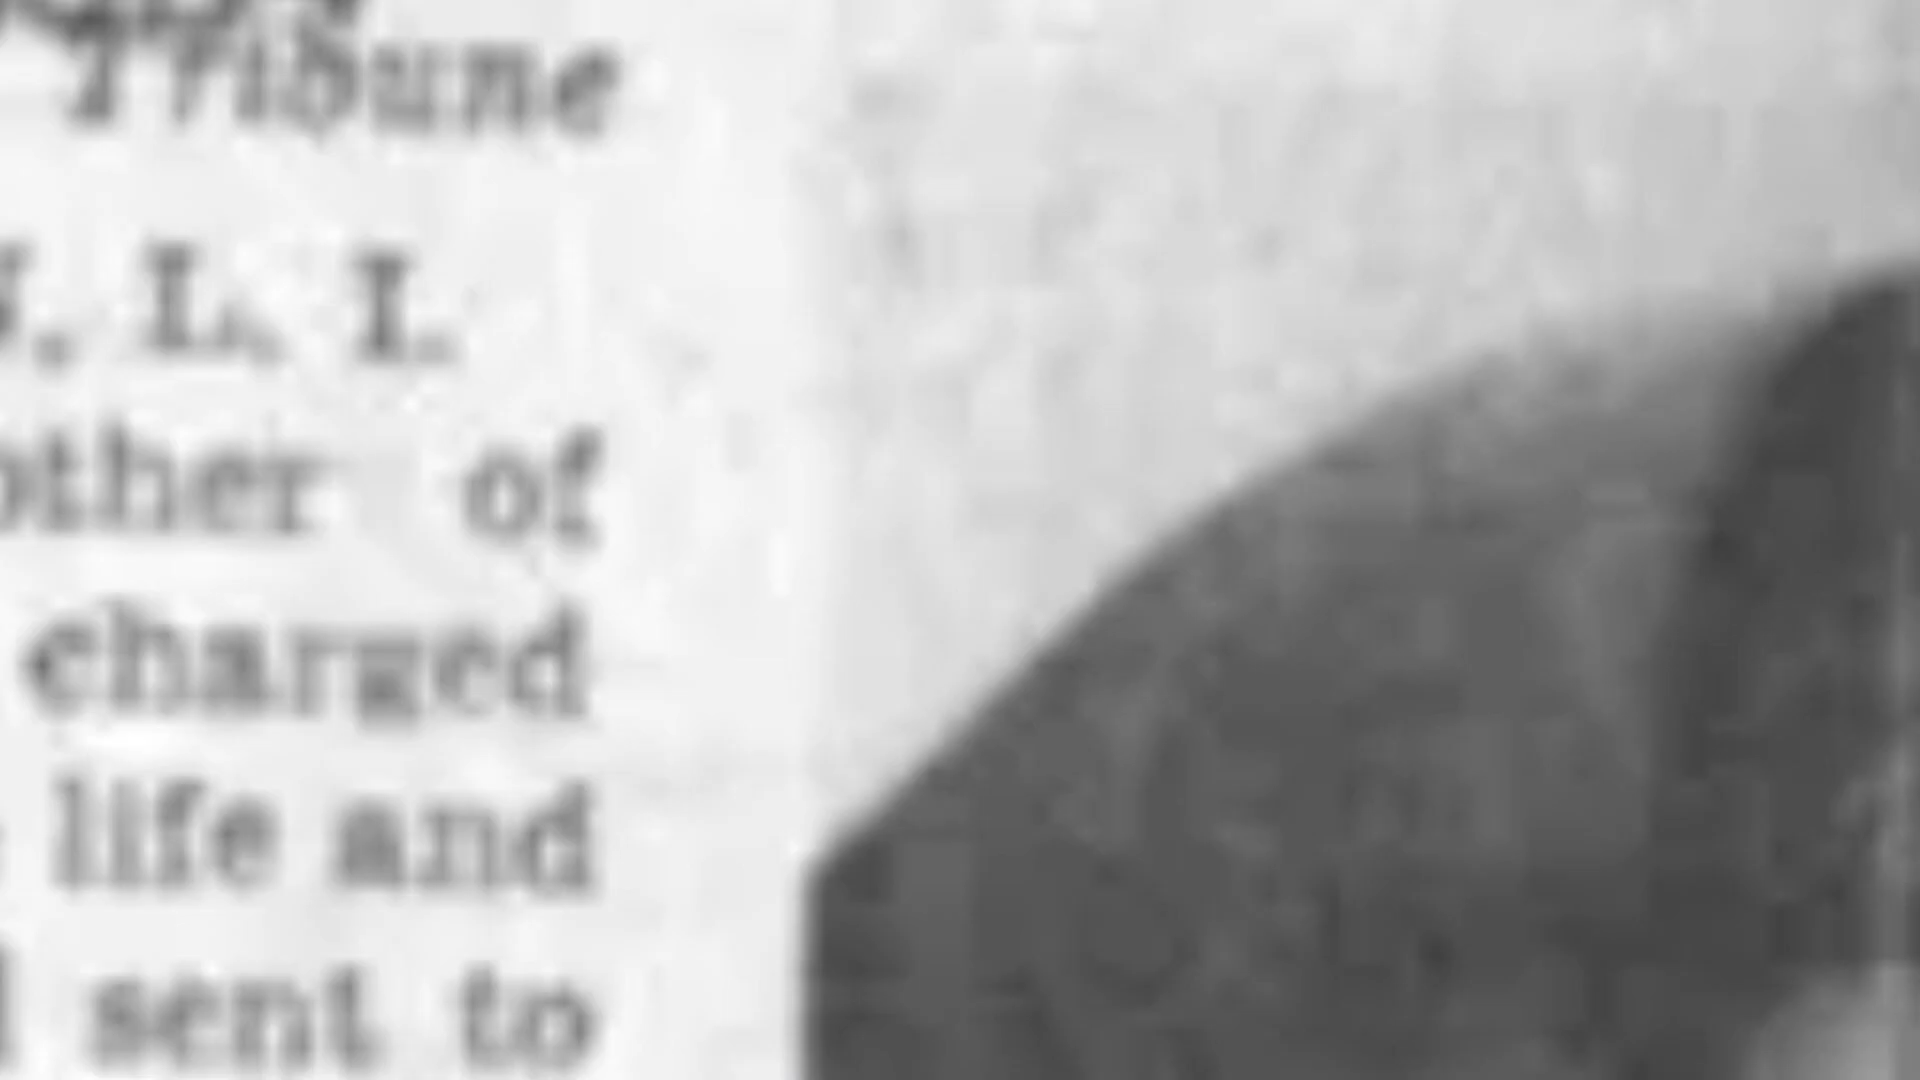 Tribune
, L. I.
other of
charged
life and
sent to